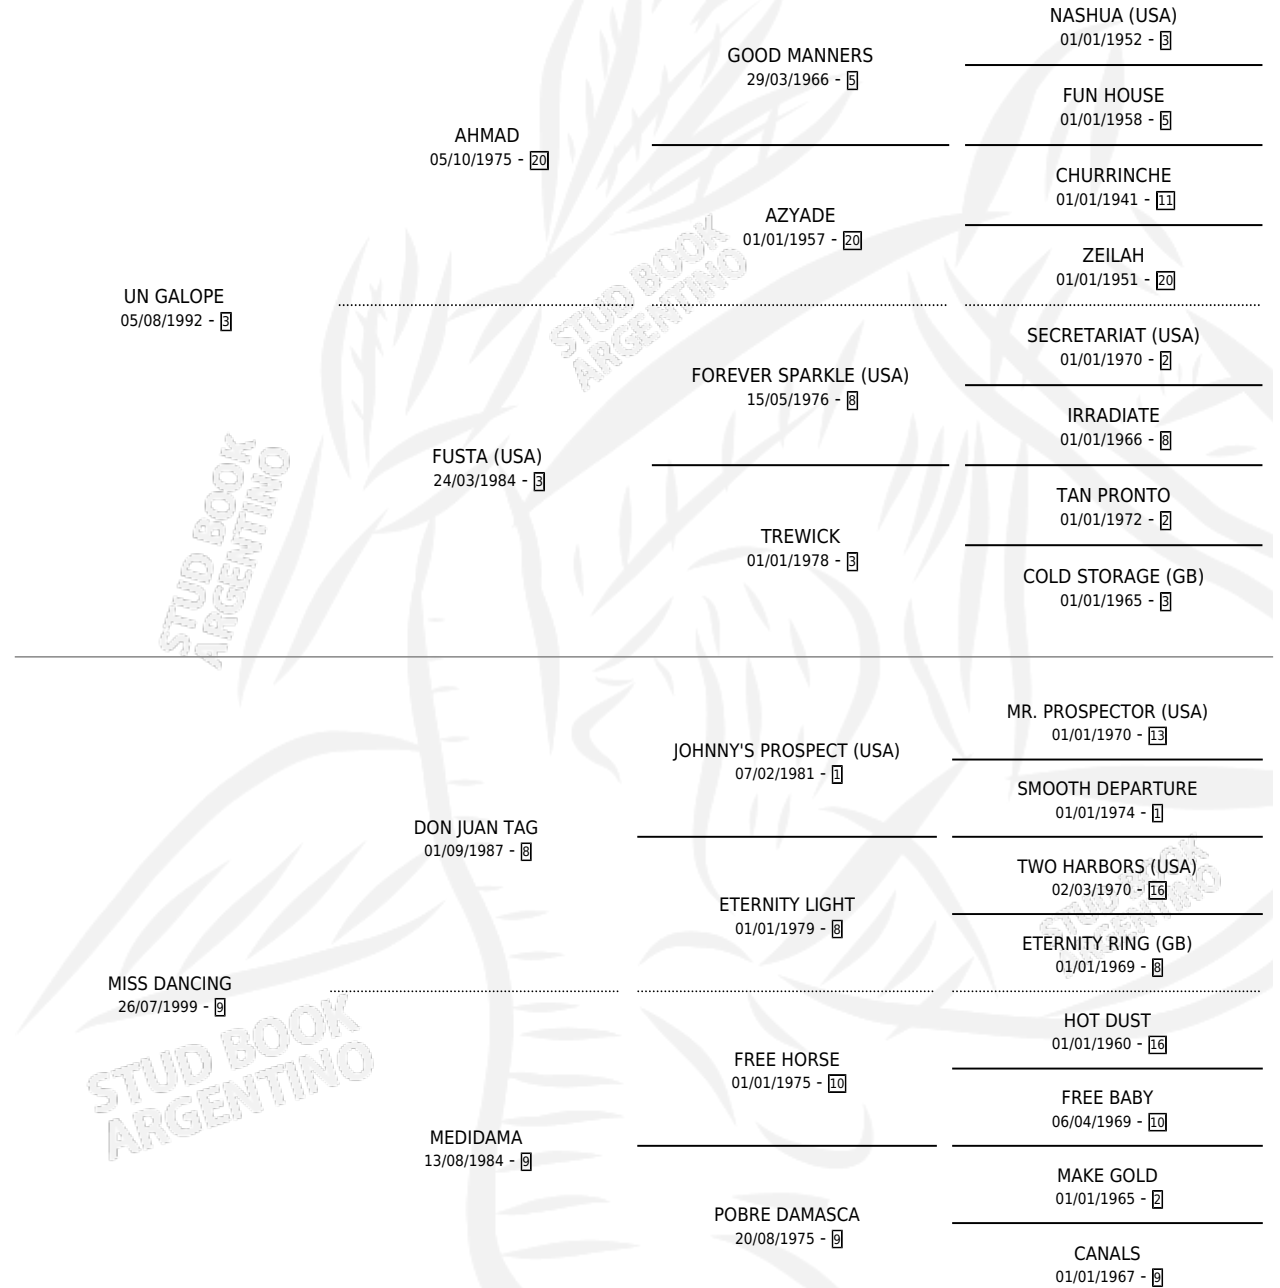 NASHUA (USA)
01/01/1952 - 3
GOOD MANNERS
29/03/1966 - 5
FUN HOUSE
01/01/1958 - 5
AHMAD
05/10/1975 - 20
CHURRINCHE
01/01/1941 - 11
AZYADE
01/01/1957 - 20
ZEILAH
01/01/1951 - 20
UN GALOPE
05/08/1992 - 3
SECRETARIAT (USA)
01/01/1970 - 2
FOREVER SPARKLE (USA)
15/05/1976 - 8
IRRADIATE
01/01/1966 - 8
FUSTA (USA)
24/03/1984 - 3
TAN PRONTO
01/01/1972 - 2
TREWICK
01/01/1978 - 3
COLD STORAGE (GB)
01/01/1965 - 3
MR. PROSPECTOR (USA)
01/01/1970 - 13
JOHNNY'S PROSPECT (USA)
07/02/1981 - 1
SMOOTH DEPARTURE
01/01/1974 - 1
DON JUAN TAG
01/09/1987 - 8
TWO HARBORS (USA)
02/03/1970 - 16
ETERNITY LIGHT
01/01/1979 - 8
ETERNITY RING (GB)
01/01/1969 - 8
MISS DANCING
26/07/1999 - 9
HOT DUST
01/01/1960 - 16
FREE HORSE
01/01/1975 - 10
FREE BABY
06/04/1969 - 10
MEDIDAMA
13/08/1984 - 9
MAKE GOLD
01/01/1965 - 2
POBRE DAMASCA
20/08/1975 - 9
CANALS
01/01/1967 - 9
STUD BOOK
ARGENTINO
STUD BOOK
ARGENTINO
STUD BOOK
ARGENTINO
STUD BOOK
ARGENTINO